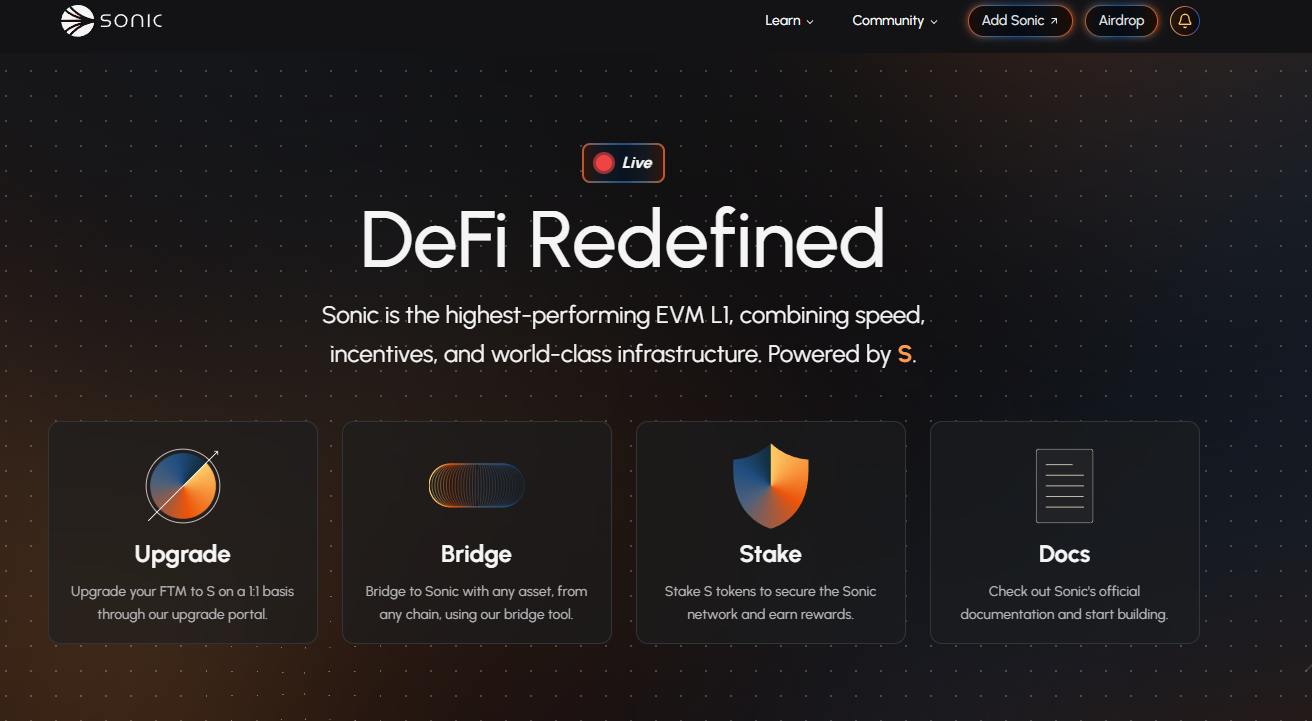 SONIC
Learn
Community
Add Sonic
Airdrop
Live
DeFi Redefined
Sonic is the highest-performing EVM L1, combining speed,
incentives, and world-class infrastructure. Powered by S.
Upgrade
Upgrade your FTM to S on a 1:1 basis
through our upgrade portal.
Bridge
Bridge to Sonic with any asset, from
any chain, using our bridge tool.
Stake
Stake S tokens to secure the Sonic
network and earn rewards.
Docs
Check out Sonic's official
documentation and start building.